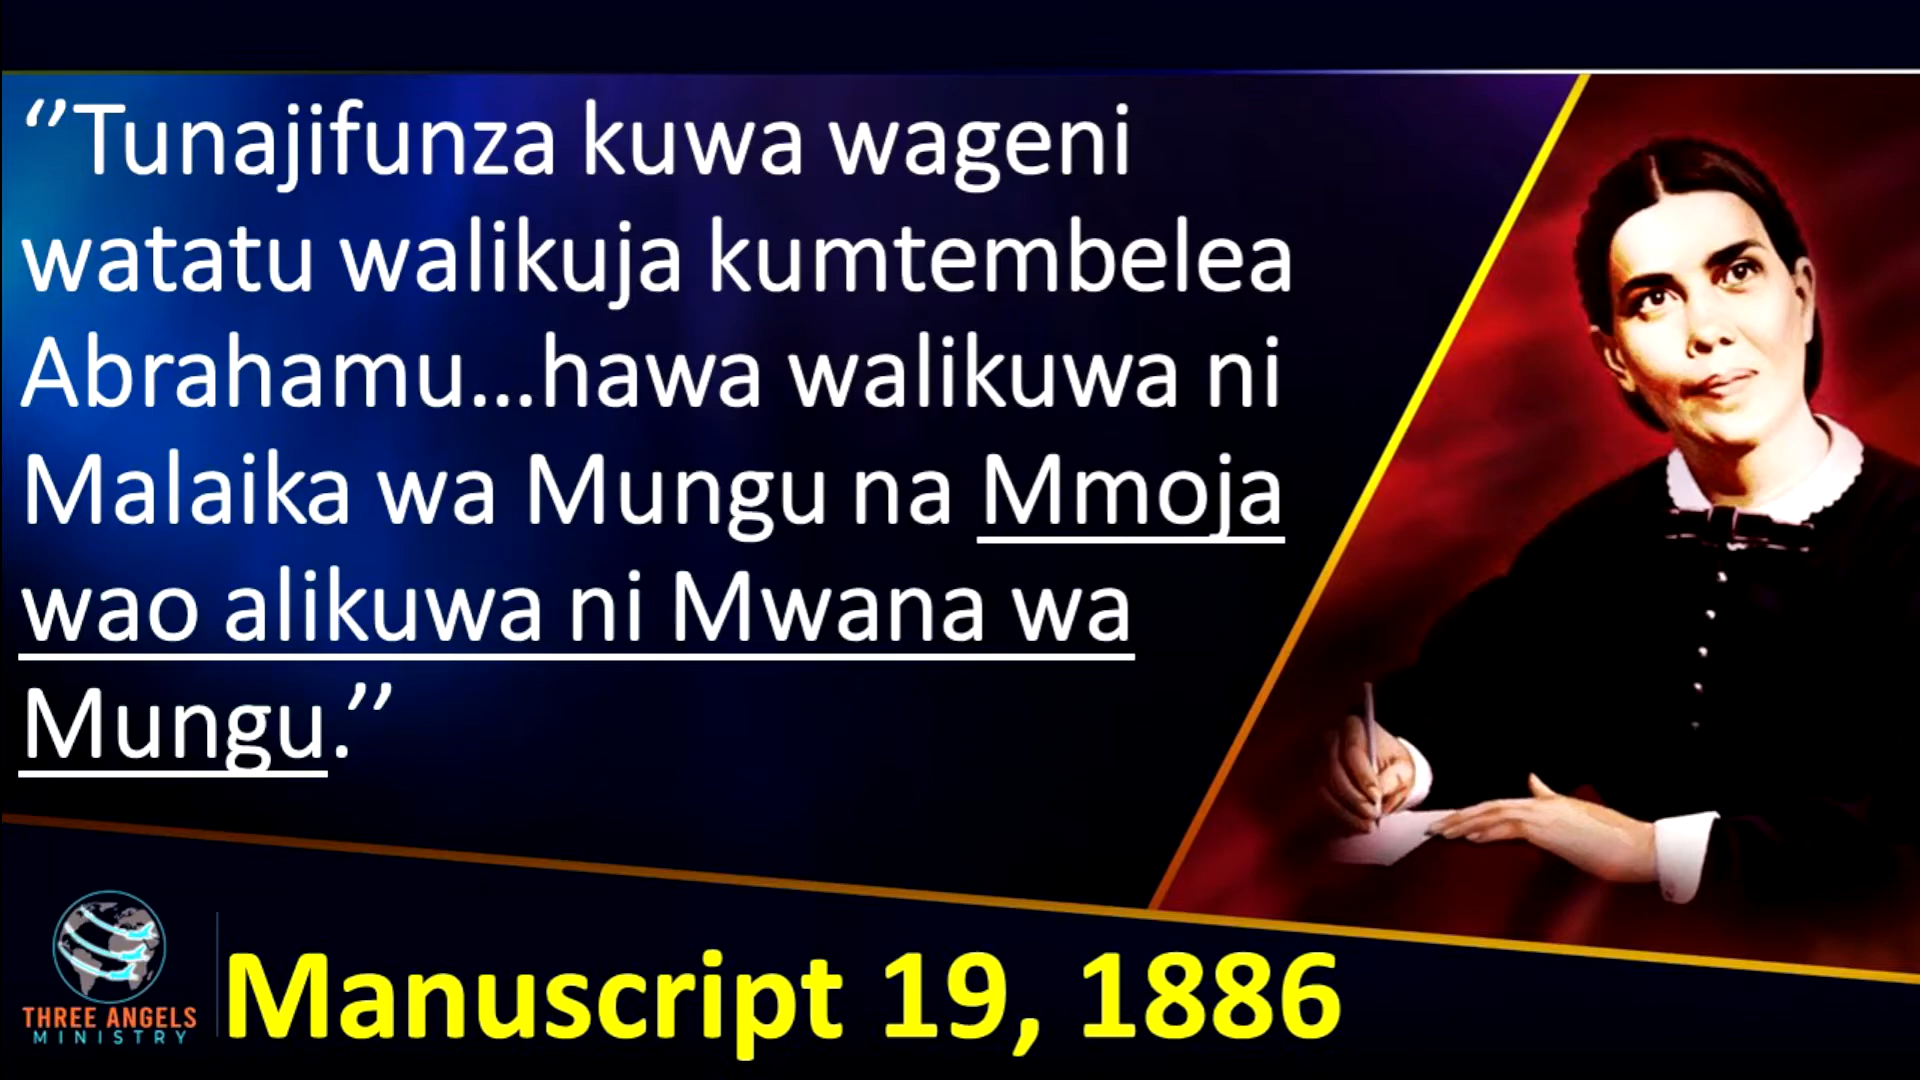 ‘’Tunajifunza kuwa wageni
watatu walikuja kumtembelea
Abrahamu...hawa walikuwa ni
Malaika wa Mungu na Mmoja
wao alikuwa ni Mwana wa
Mungu.’’
THREE ANGELS
MINISTRY
Manuscript 19, 1886